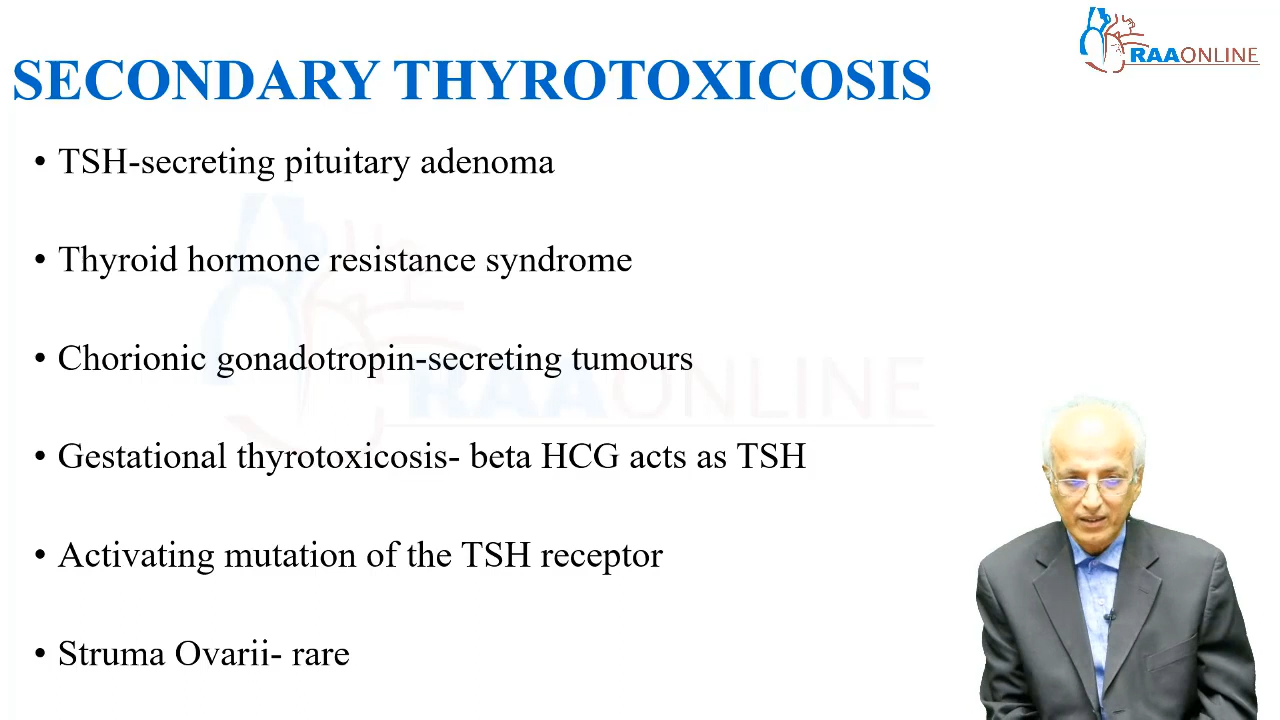 RAAONLINE
SECONDARY THYROTOXICOSIS
• TSH-secreting pituitary adenoma
• Thyroid hormone resistance syndrome
• Chorionic gonadotropin-secreting tumours
RAAONLINE
• Gestational thyrotoxicosis- beta HCG acts as TSH
• Activating mutation of the TSH receptor
• Struma Ovarii- rare